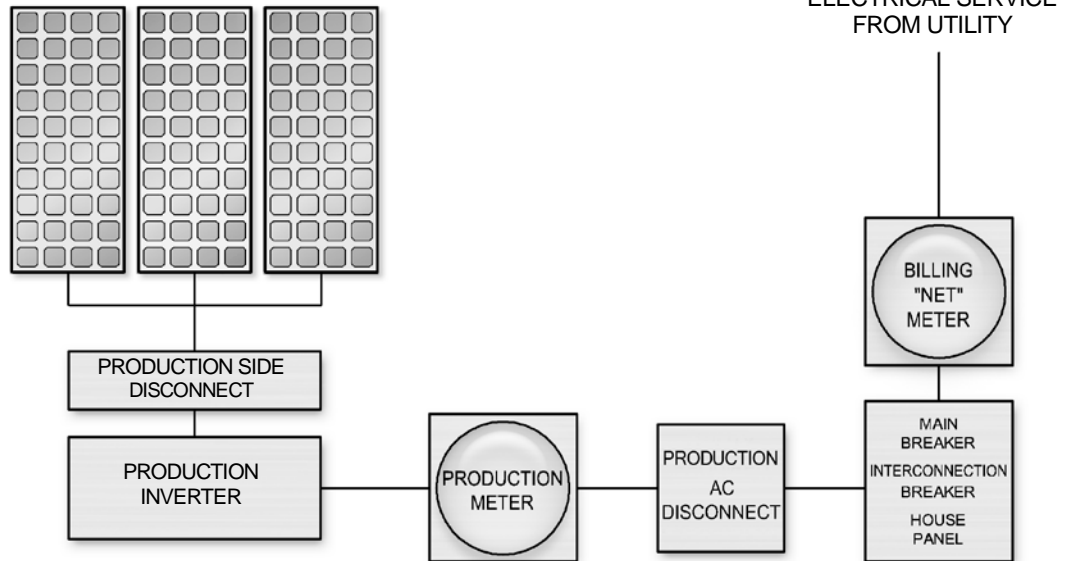 ELECTRICAL SERVICE
FROM UTILITY
BILLING
"NET"
METER
PRODUCTION SIDE
DISCONNECT
PRODUCTION
INVERTER
PRODUCTION
METER
PRODUCTION
AC
DISCONNECT
MAIN
BREAKER
INTERCONNECTION
BREAKER
HOUSE
PANEL